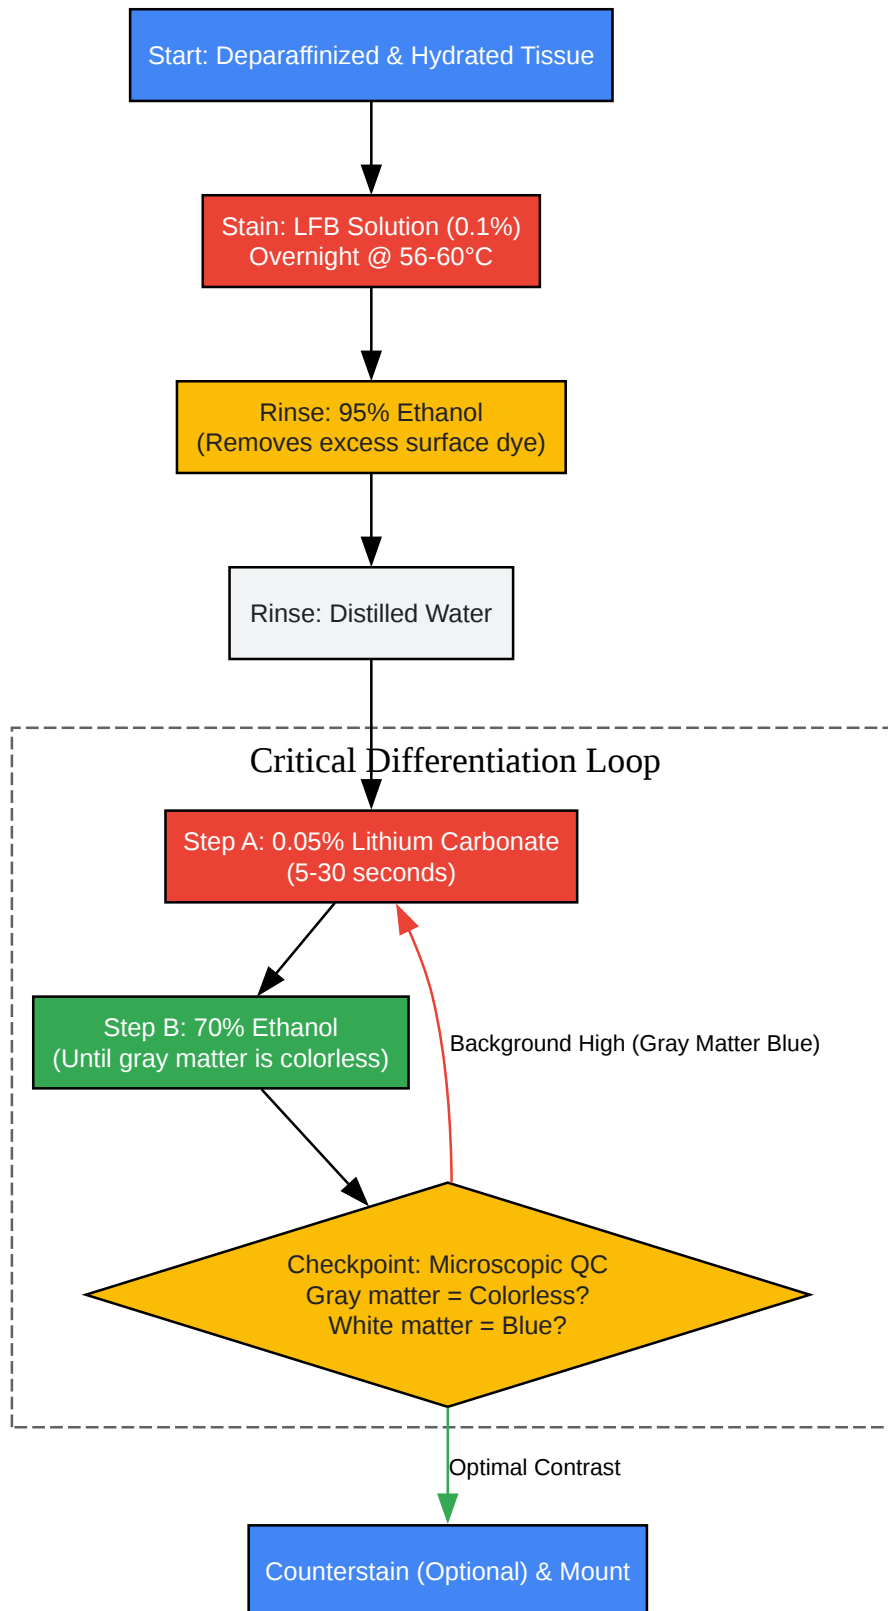 Start: Deparaffinized & Hydrated Tissue
Stain: LFB Solution (0.1%)
Overnight @ 56-60°C
Rinse: 95% Ethanol
(Removes excess surface dye)
Rinse: Distilled Water
Critical Differentiation Loop
Step A: 0.05% Lithium Carbonate
(5-30 seconds)
Step B: 70% Ethanol
(Until gray matter is colorless)
Background High (Gray Matter Blue)
Checkpoint: Microscopic QC
Gray matter = Colorless?
White matter = Blue?
Optimal Contrast
Counterstain (Optional) & Mount